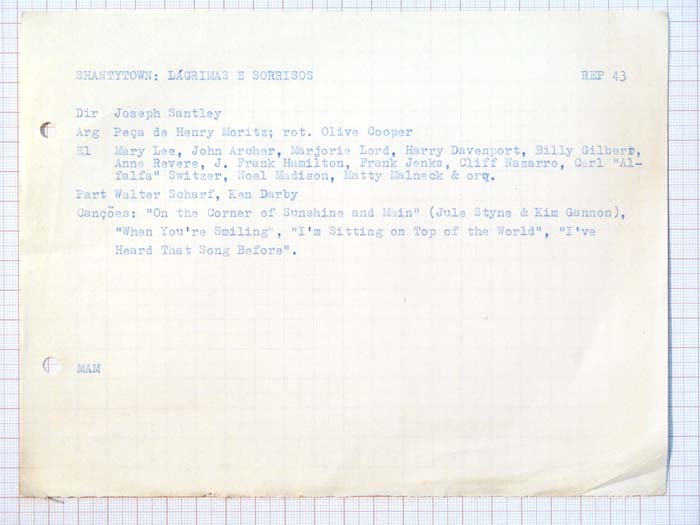 SHANTYTOWN: LÁGRIMAS E SORRISOS REP 43
Dir Joseph Santley
Arg Peça de Henry Moritz; rot. Olive Cooper
El Mary Lee, John Archer, Marjorie Lord, Harry Davenport, Billy Gilbert,
Anne Revere, J. Frank Hamilton, Frank Jenks, Cliff Nazarro, Carl "Al-
falfa" Switzer, Noel Madison, Matty Malneck & orq.
Part Walter Scharf, Ken Darby
Canções: "On the Corner of Sunshine and Main" (Jule Styne & Kim Gannon),
"When You're Smiling", "I'm Sitting on Top of the World", "I've
Heard That Song Before".
MAM